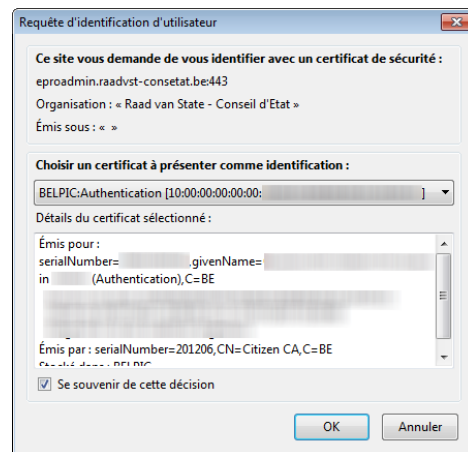 Requête d'identification d'utilisateur
Ce site vous demande de vous identifier avec un certificat de sécurité :
eproadmin.raadvst-consetat.be:443
Organisation : « Raad van State - Conseil d'Etat »
Émis sous : « »
Choisir un certificat à présenter comme identification :
BELPIC:Authentication [10:00:00:00:00:00: ]
Détails du certificat sélectionné :
Émis pour :
serialNumber= ,givenName=
in (Authentication),C=BE
Émis par : serialNumber=201206,CN=Citizen CA,C=BE
Stocké dans : BELPIC
Se souvenir de cette décision
OK
Annuler